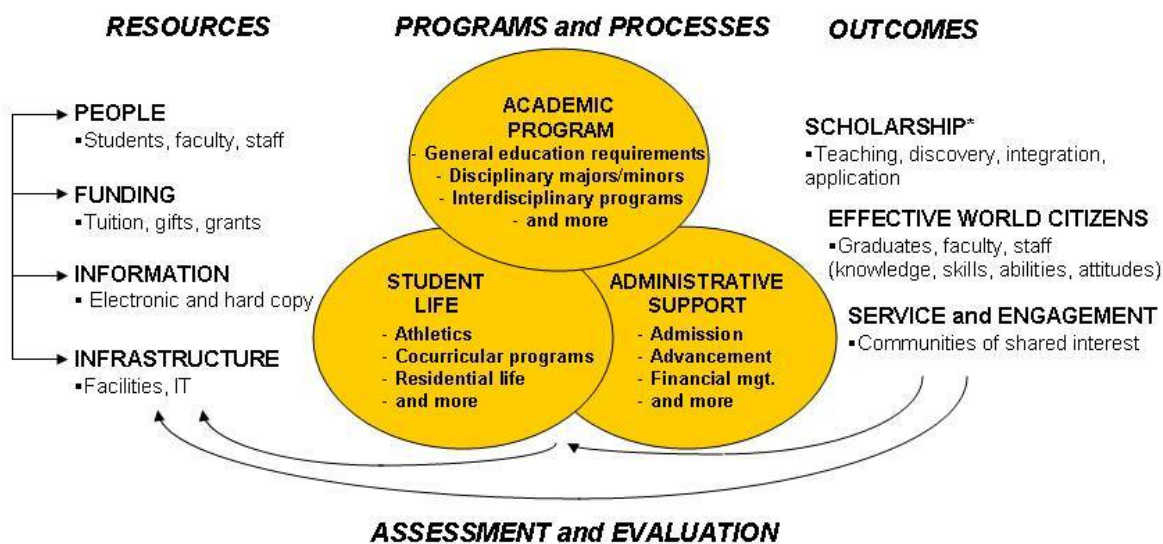 RESOURCES
PROGRAMS and PROCESSES
OUTCOMES
PEOPLE
▪Students, faculty, staff
FUNDING
▪Tuition, gifts, grants
INFORMATION
▪ Electronic and hard copy
INFRASTRUCTURE
▪Facilities, IT
ACADEMIC
PROGRAM
- General education requirements
- Disciplinary majors/minors
- Interdisciplinary programs
- and more
STUDENT
LIFE
- Athletics
- Cocurricular programs
- Residential life
- and more
ADMINISTRATIVE
SUPPORT
- Admission
- Advancement
- Financial mgt.
- and more
SCHOLARSHIP*
▪Teaching, discovery, integration,
application
EFFECTIVE WORLD CITIZENS
▪Graduates, faculty, staff
(knowledge, skills, abilities, attitudes)
SERVICE and ENGAGEMENT
▪Communities of shared interest
ASSESSMENT and EVALUATION